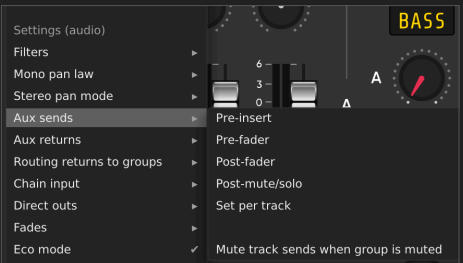 BASS
Settings (audio)
Filters
Mono pan law
Stereo pan mode
Aux sends
Aux returns
Routing returns to groups
Chain input
Direct outs
Fades
Eco mode
6
3
0
A
A
Pre-insert
Pre-fader
Post-fader
Post-mute/solo
Set per track
Mute track sends when group is muted